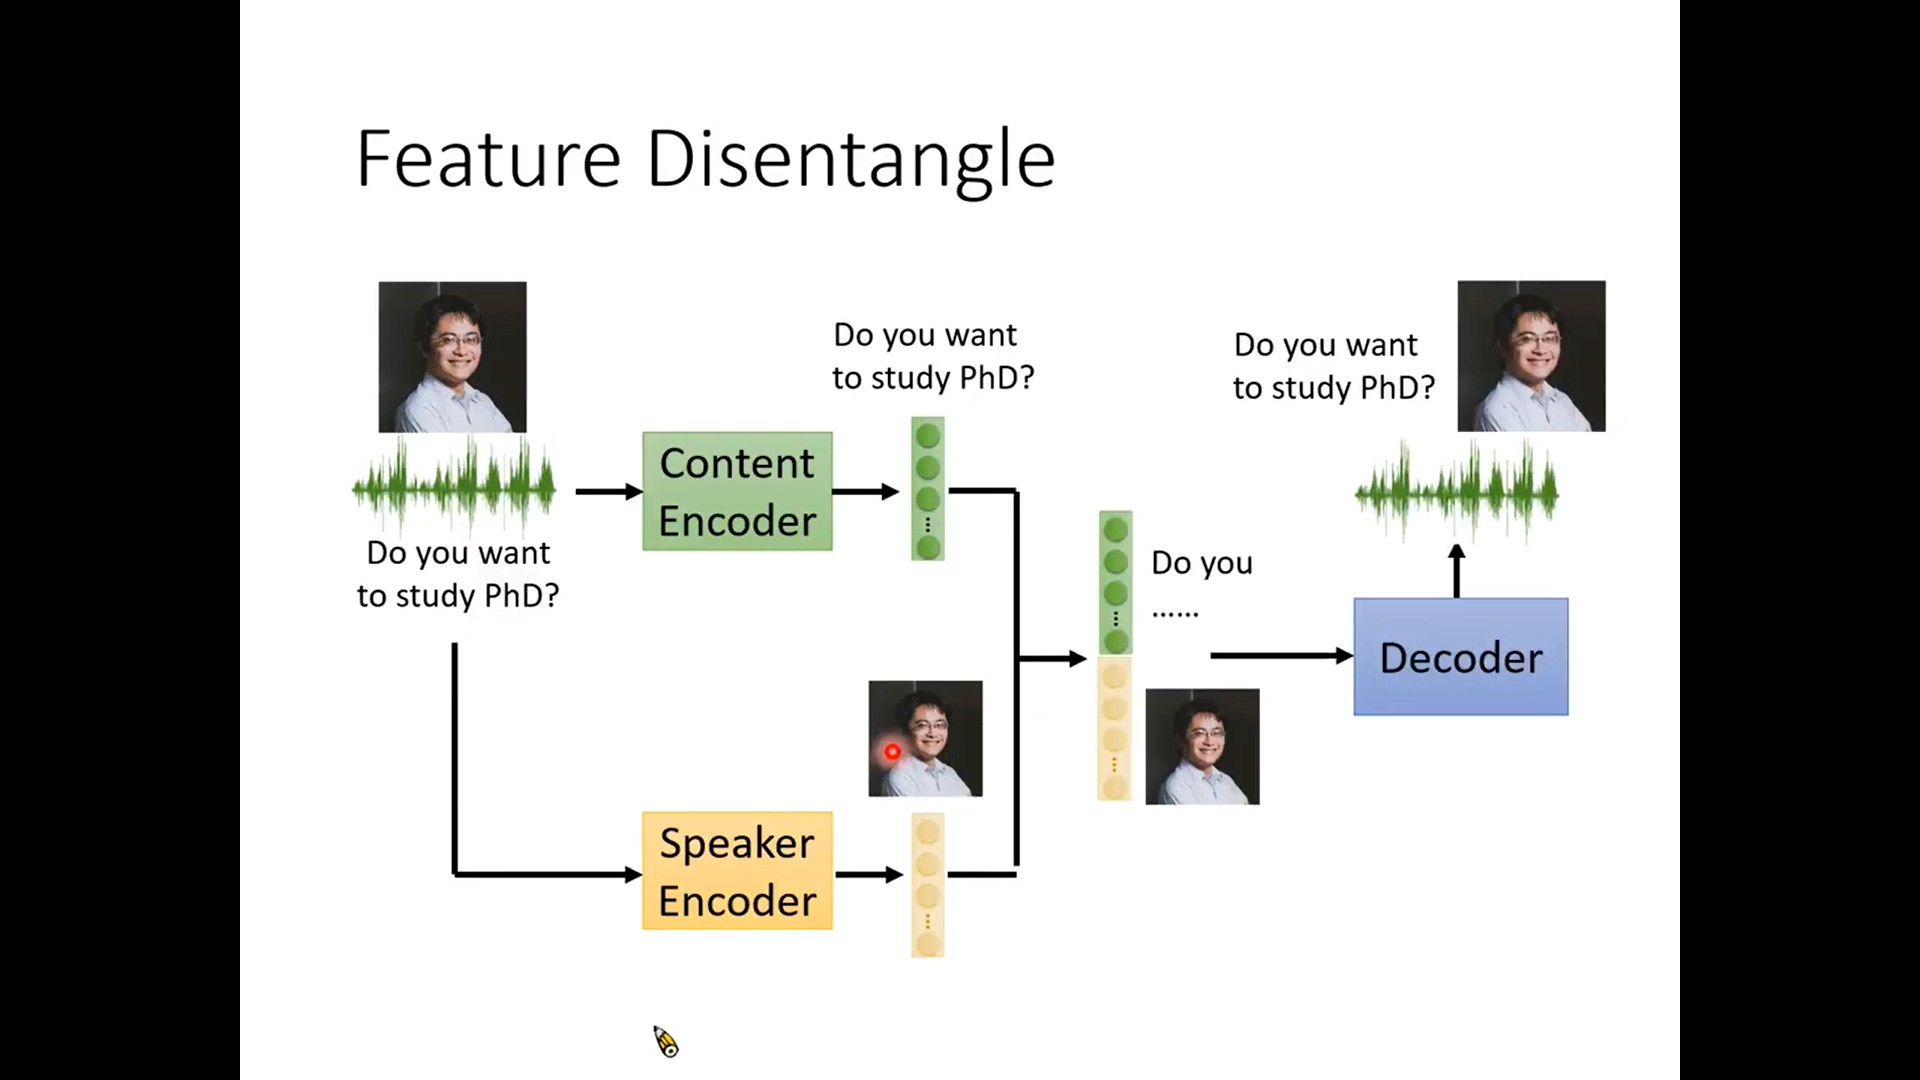 Feature Disentangle
Do you want
to study PhD?
Content
Encoder
Do you want
to study PhD?
Speaker
Encoder
Do you
......
Decoder
Do you want
to study PhD?